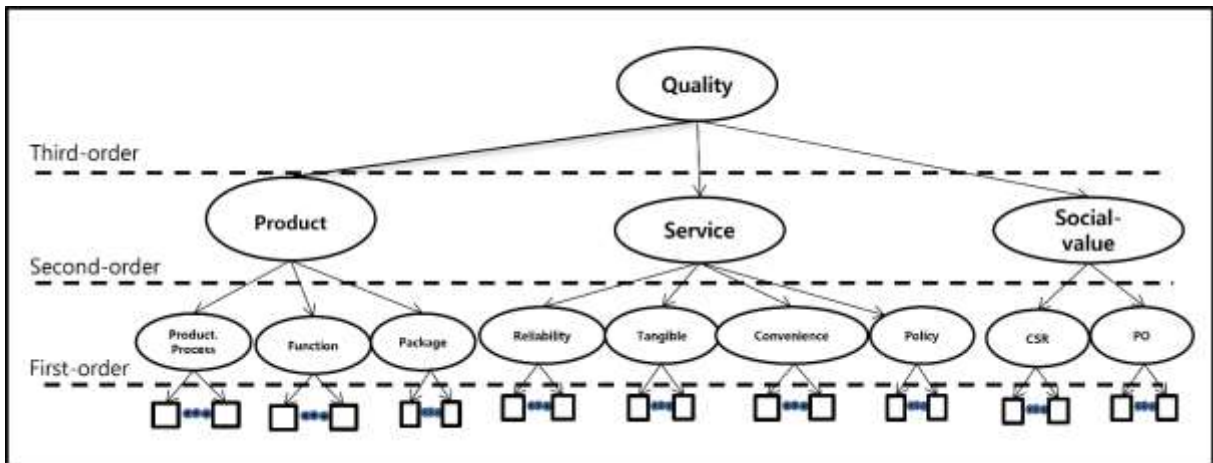 Quality
Third-order
Product
Service
Social-
value
Second-order
Product.
Process
Function
Package
Reliability
Tangible
Convenience
Policy
CSR
PO
First-order